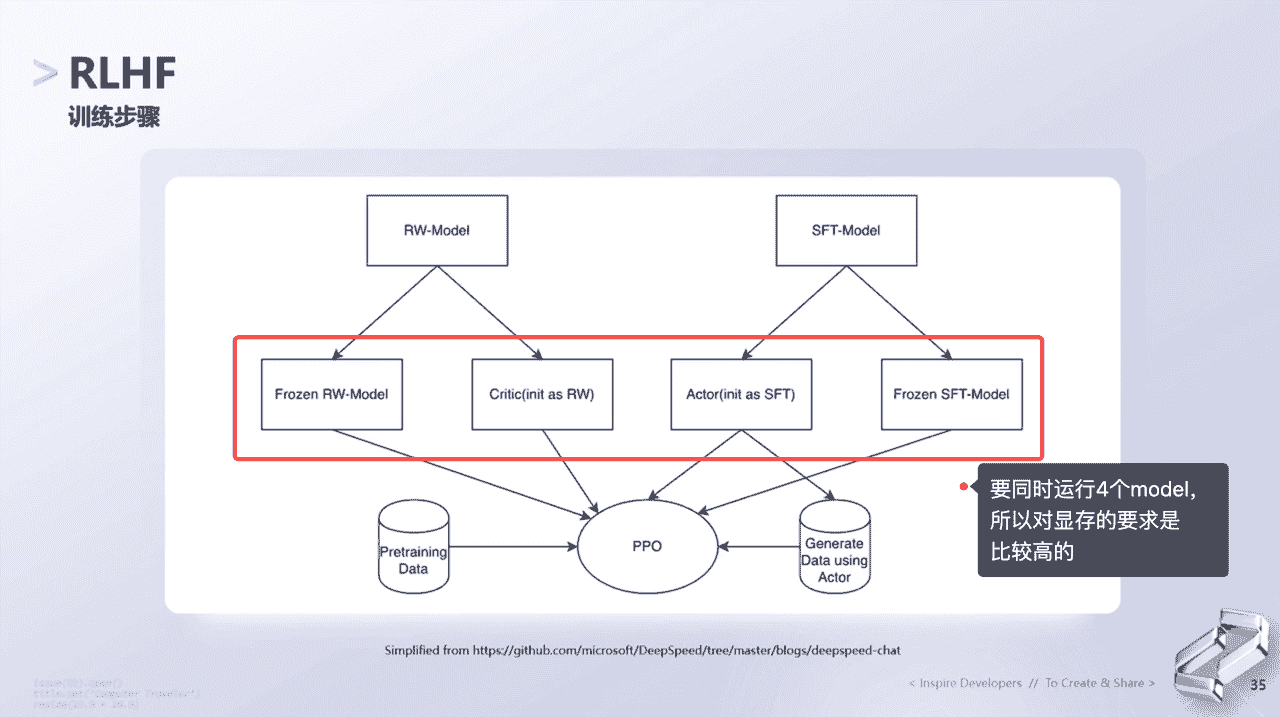 > RLHF
训练步骤
RW-Model
SFT-Model
Frozen RW-Model
Critic(init as RW)
Actor(init as SFT)
Frozen SFT-Model
要同时运行4个model,
所以对显存的要求是
比较高的
Pretraining
Data
PPO
Generate
Data using
Actor
Simplified from https://github.com/microsoft/DeepSpeed/tree/master/blogs/deepspeed-chat
< Inspire Developers // To Create & Share >
35